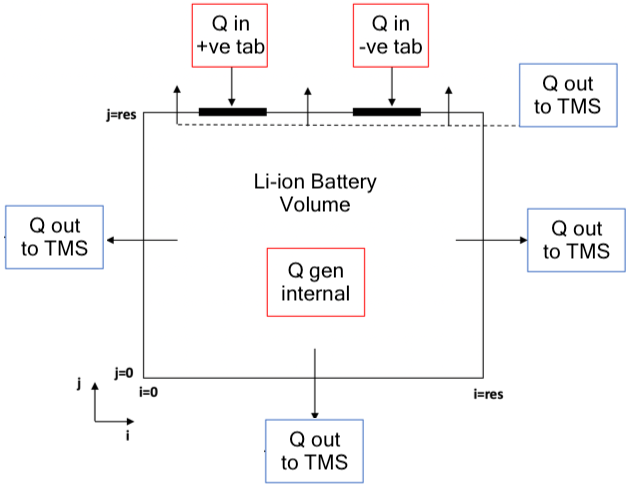 Q in
+ve tab
Q in
-ve tab
Q out
to TMS
j=res
Li-ion Battery
Volume
Q out
to TMS
Q out
to TMS
Q gen
internal
j=0
j
i=0
i=res
i
Q out
to TMS